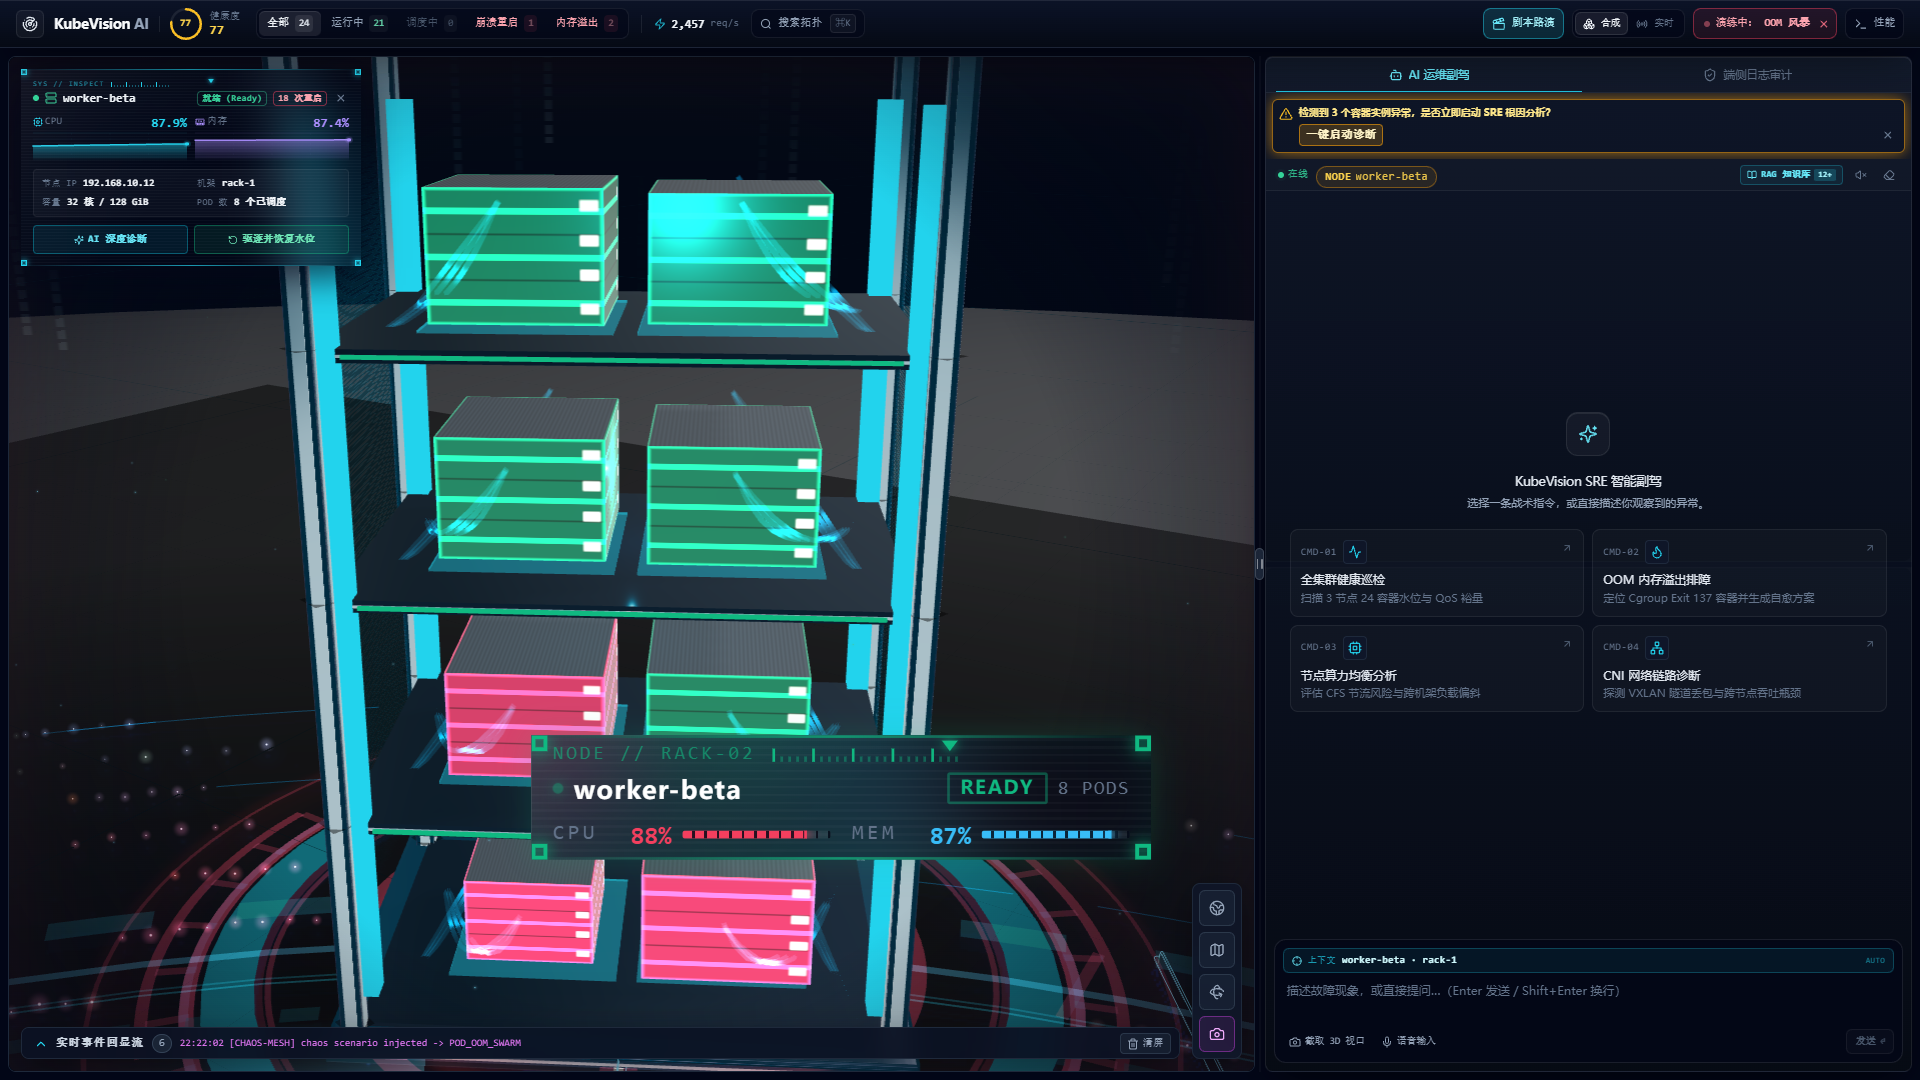 KubeVision AI
77
健康度
77
全部 24
运行中 21
调度中 0
崩溃重启 1
内存溢出 2
2,457 req/s
搜索拓扑 ⌘K
剧本路演
合成
实时
演练中: OOM 风暴
性能
SYS // INSPECT
worker-beta
就绪 (Ready)
18 次重启
CPU 87.9%
内存 87.4%
节点 IP 192.168.10.12
机架 rack-1
容量 32 核 / 128 GiB
POD 数 8 个已调度
AI 深度诊断
驱逐并恢复水位
NODE // RACK-02
worker-beta
READY
8 PODS
CPU 88%
MEM 87%
实时事件回显流 6
22:22:02 [CHAOS-MESH] chaos scenario injected -> POD_OOM_SWARM
清屏
AI 运维副驾
端侧日志审计
检测到 3 个容器实例异常，是否立即启动 SRE 根因分析?
一键启动诊断
在线
NODE worker-beta
RAG 知识库 12+
KubeVision SRE 智能副驾
选择一条战术指令，或直接描述你观察到的异常。
CMD-01
全集群健康巡检
扫描 3 节点 24 容器水位与 QoS 裕量
CMD-02
OOM 内存溢出排障
定位 Cgroup Exit 137 容器并生成自愈方案
CMD-03
节点算力均衡分析
评估 CFS 节流风险与跨机架负载偏斜
CMD-04
CNI 网络链路诊断
探测 VXLAN 隧道丢包与跨节点吞吐瓶颈
上下文 worker-beta · rack-1
AUTO
描述故障现象，或直接提问... (Enter 发送 / Shift+Enter 换行)
截取 3D 视口
语音输入
发送